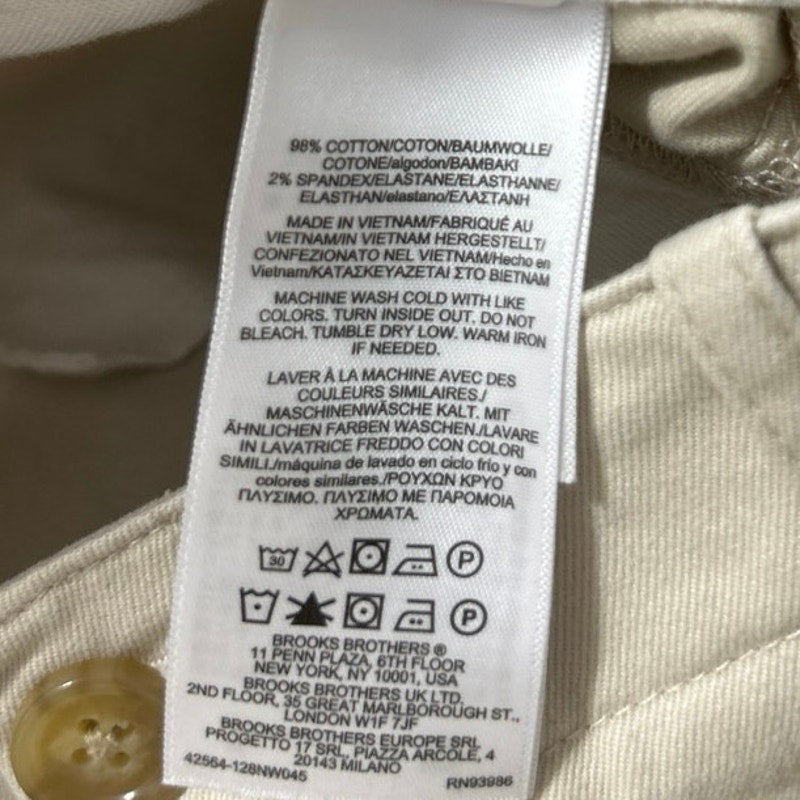 98% COTTON/COTON/BAUMWOLLE/
COTONE/algodon/BAMBAKI
2% SPANDEX/ELASTANE/ELASTHANNE/
ELASTHAN/elastano/ΕΛΑΣΤΑΝΗ
MADE IN VIETNAM/FABRIQUÉ AU
VIETNAM/IN VIETNAM HERGESTELLT/
CONFEZIONATO NEL VIETNAM/Hecho en
Vietnam/ΚΑΤΑΣΚΕΥΑΖΕΤΑΙ ΣΤΟ ΒΙΕΤΝΑΜ
MACHINE WASH COLD WITH LIKE
COLORS. TURN INSIDE OUT. DO NOT
BLEACH. TUMBLE DRY LOW. WARM IRON
IF NEEDED.
LAVER À LA MACHINE AVEC DES
COULEURS SIMILAIRES./
MASCHINENWÄSCHE KALT. MIT
ÄHNLICHEN FARBEN WASCHEN./LAVARE
IN LAVATRICE FREDDO CON COLORI
SIMILI./máquina de lavado en ciclo frío y con
colores similares./ΡΟΥΧΩΝ ΚΡΥΟ
ΠΛΥΣΙΜΟ. ΠΛΥΣΙΜΟ ΜΕ ΠΑΡΟΜΟΙΑ
ΧΡΩΜΑΤΑ.
30 P
P
BROOKS BROTHERS ®
11 PENN PLAZA, 6TH FLOOR
NEW YORK, NY 10001, USA
BROOKS BROTHERS UK LTD.
2ND FLOOR, 35 GREAT MARLBOROUGH ST.,
LONDON W1F 7JF
BROOKS BROTHERS EUROPE SRL
PROGETTO 17 SRL, PIAZZA ARCOLE, 4
20143 MILANO
42564-128NW045 RN93986